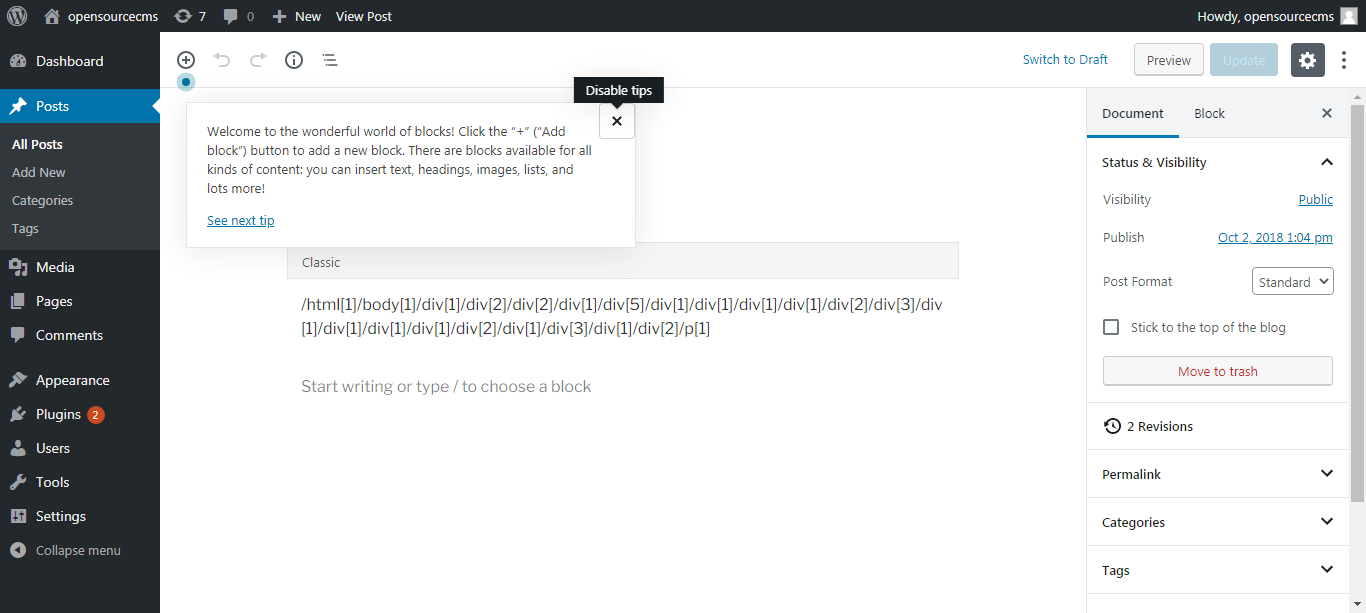 opensourcecms 7 0 New View Post Howdy, opensourcecms
Dashboard
Posts
All Posts
Add New
Categories
Tags
Media
Pages
Comments
Appearance
Plugins 2
Users
Tools
Settings
Collapse menu
Switch to Draft Preview Update
Disable tips
Welcome to the wonderful world of blocks! Click the “+” (“Add
block”) button to add a new block. There are blocks available for all
kinds of content: you can insert text, headings, images, lists, and
lots more!
See next tip
Classic
/html[1]/body[1]/div[1]/div[2]/div[2]/div[1]/div[5]/div[1]/div[1]/div[1]/div[1]/div[2]/div[3]/div
[1]/div[1]/div[1]/div[1]/div[2]/div[1]/div[3]/div[1]/div[2]/p[1]
Start writing or type / to choose a block
Document Block
Status & Visibility
Visibility Public
Publish Oct 2, 2018 1:04 pm
Post Format Standard
Stick to the top of the blog
Move to trash
2 Revisions
Permalink
Categories
Tags